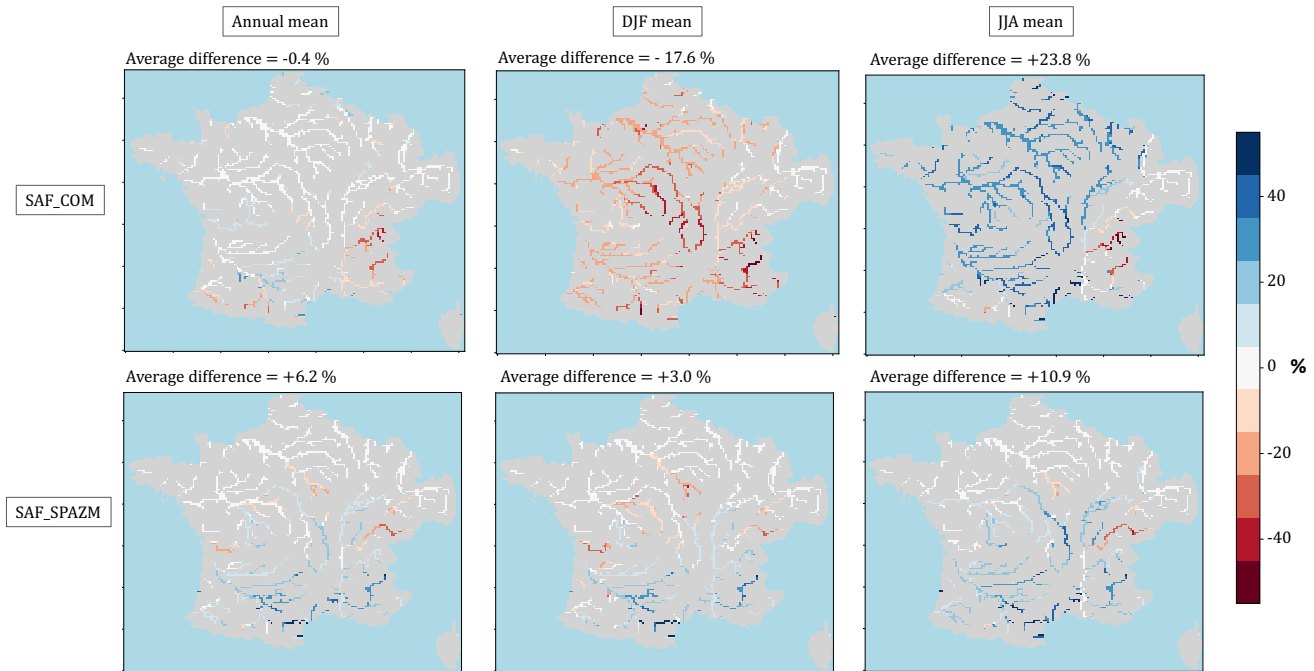 Annual mean
DJF mean
JJA mean
Average difference = -0.4 %
Average difference = - 17.6 %
Average difference = +23.8 %
SAF_COM
40
20
0 %
-20
-40
Average difference = +6.2 %
Average difference = +3.0 %
Average difference = +10.9 %
SAF_SPAZM